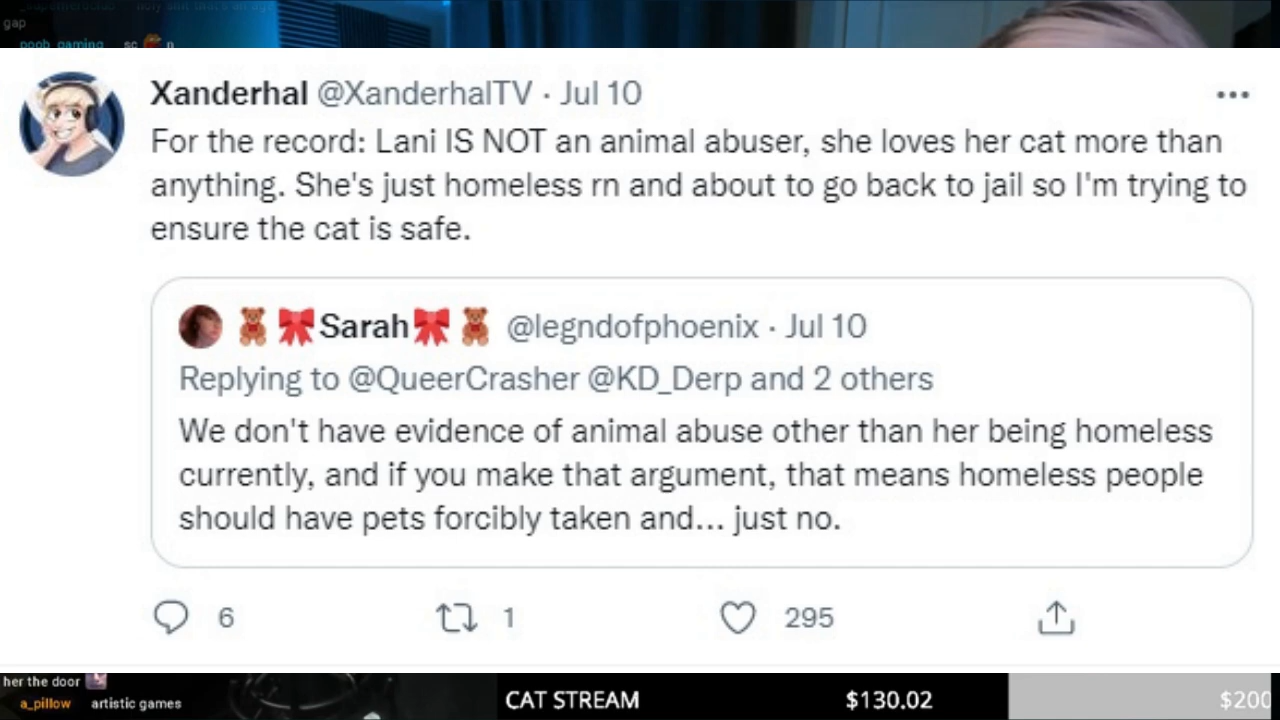 gap
poob_gaming
Xanderhal @XanderhalTV · Jul 10
For the record: Lani IS NOT an animal abuser, she loves her cat more than
anything. She's just homeless rn and about to go back to jail so I'm trying to
ensure the cat is safe.
🧸🎀Sarah🎀🧸 @legndofphoenix · Jul 10
Replying to @QueerCrasher @KD_Derp and 2 others
We don't have evidence of animal abuse other than her being homeless
currently, and if you make that argument, that means homeless people
should have pets forcibly taken and... just no.
6 1 295
her the door
a_pillow artistic games
CAT STREAM $130.02 $200